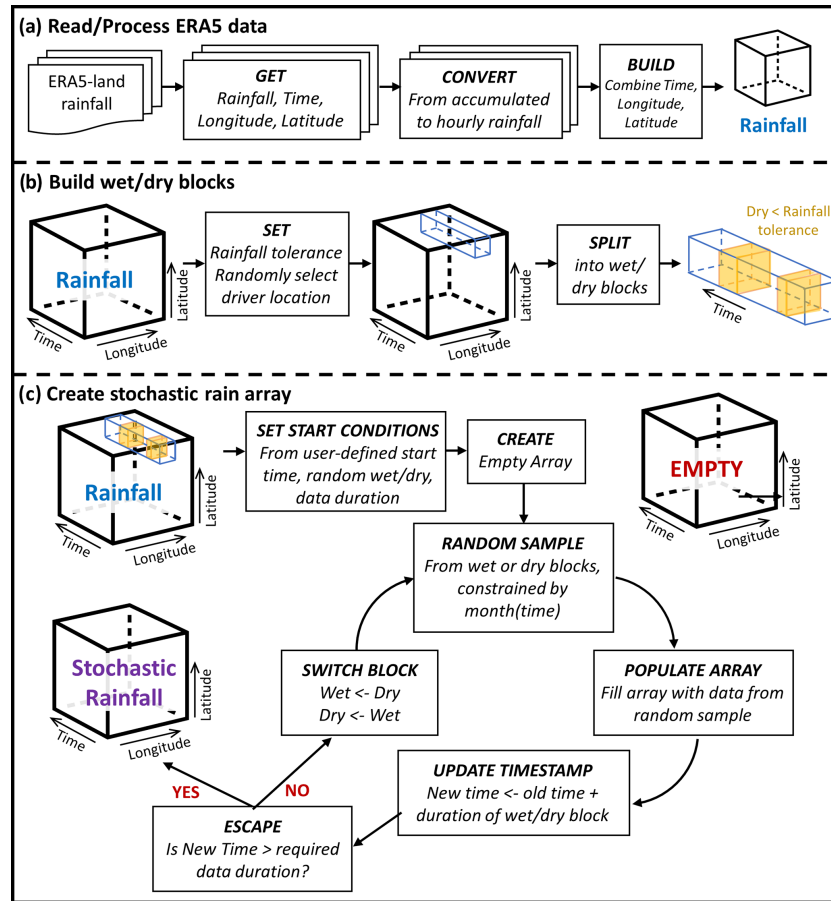 (a) Read/Process ERA5 data
ERA5-land
rainfall
GET
Rainfall, Time,
Longitude, Latitude
CONVERT
From accumulated
to hourly rainfall
BUILD
Combine Time,
Longitude,
Latitude
Rainfall
(b) Build wet/dry blocks
Rainfall
Time
Longitude
Latitude
SET
Rainfall tolerance
Randomly select
driver location
Time
Longitude
Latitude
SPLIT
into wet/
dry blocks
Dry < Rainfall
tolerance
Time
Longitude
Latitude
(c) Create stochastic rain array
Rainfall
Time
Longitude
Latitude
SET START CONDITIONS
From user-defined start
time, random wet/dry,
data duration
CREATE
Empty Array
EMPTY
Time
Longitude
Latitude
RANDOM SAMPLE
From wet or dry blocks,
constrained by
month(time)
POPULATE ARRAY
Fill array with data from
random sample
UPDATE TIMESTAMP
New time <- old time +
duration of wet/dry block
ESCAPE
Is New Time > required
data duration?
YES
NO
SWITCH BLOCK
Wet <- Dry
Dry <- Wet
Stochastic
Rainfall
Time
Longitude
Latitude